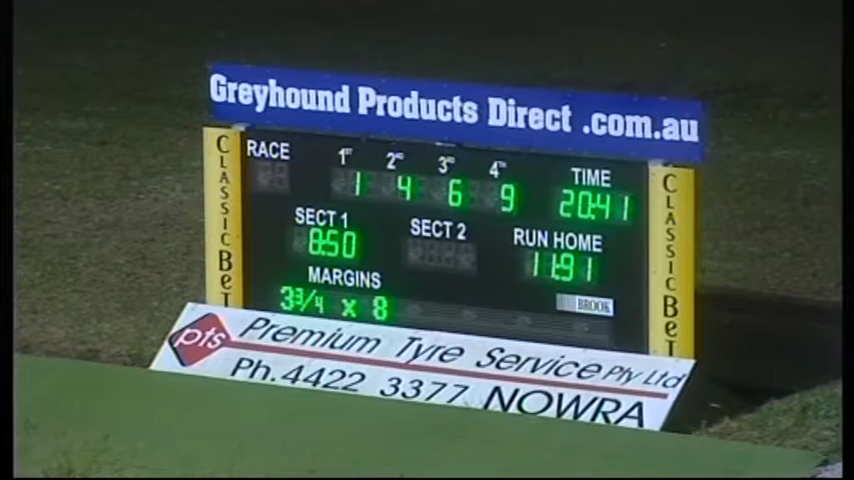 Greyhound Products Direct .com.au
RACE 1ST 2ND 3RD 4TH TIME
1 4 6 9 20:41
SECT 1 SECT 2 RUN HOME
8:50 11:91
MARGINS
3¾ x 8
BROOK
CLASSICBET
CLASSICBET
pts Premium Tyre Service Pty Ltd
Ph. 4422 3377 NOWRA